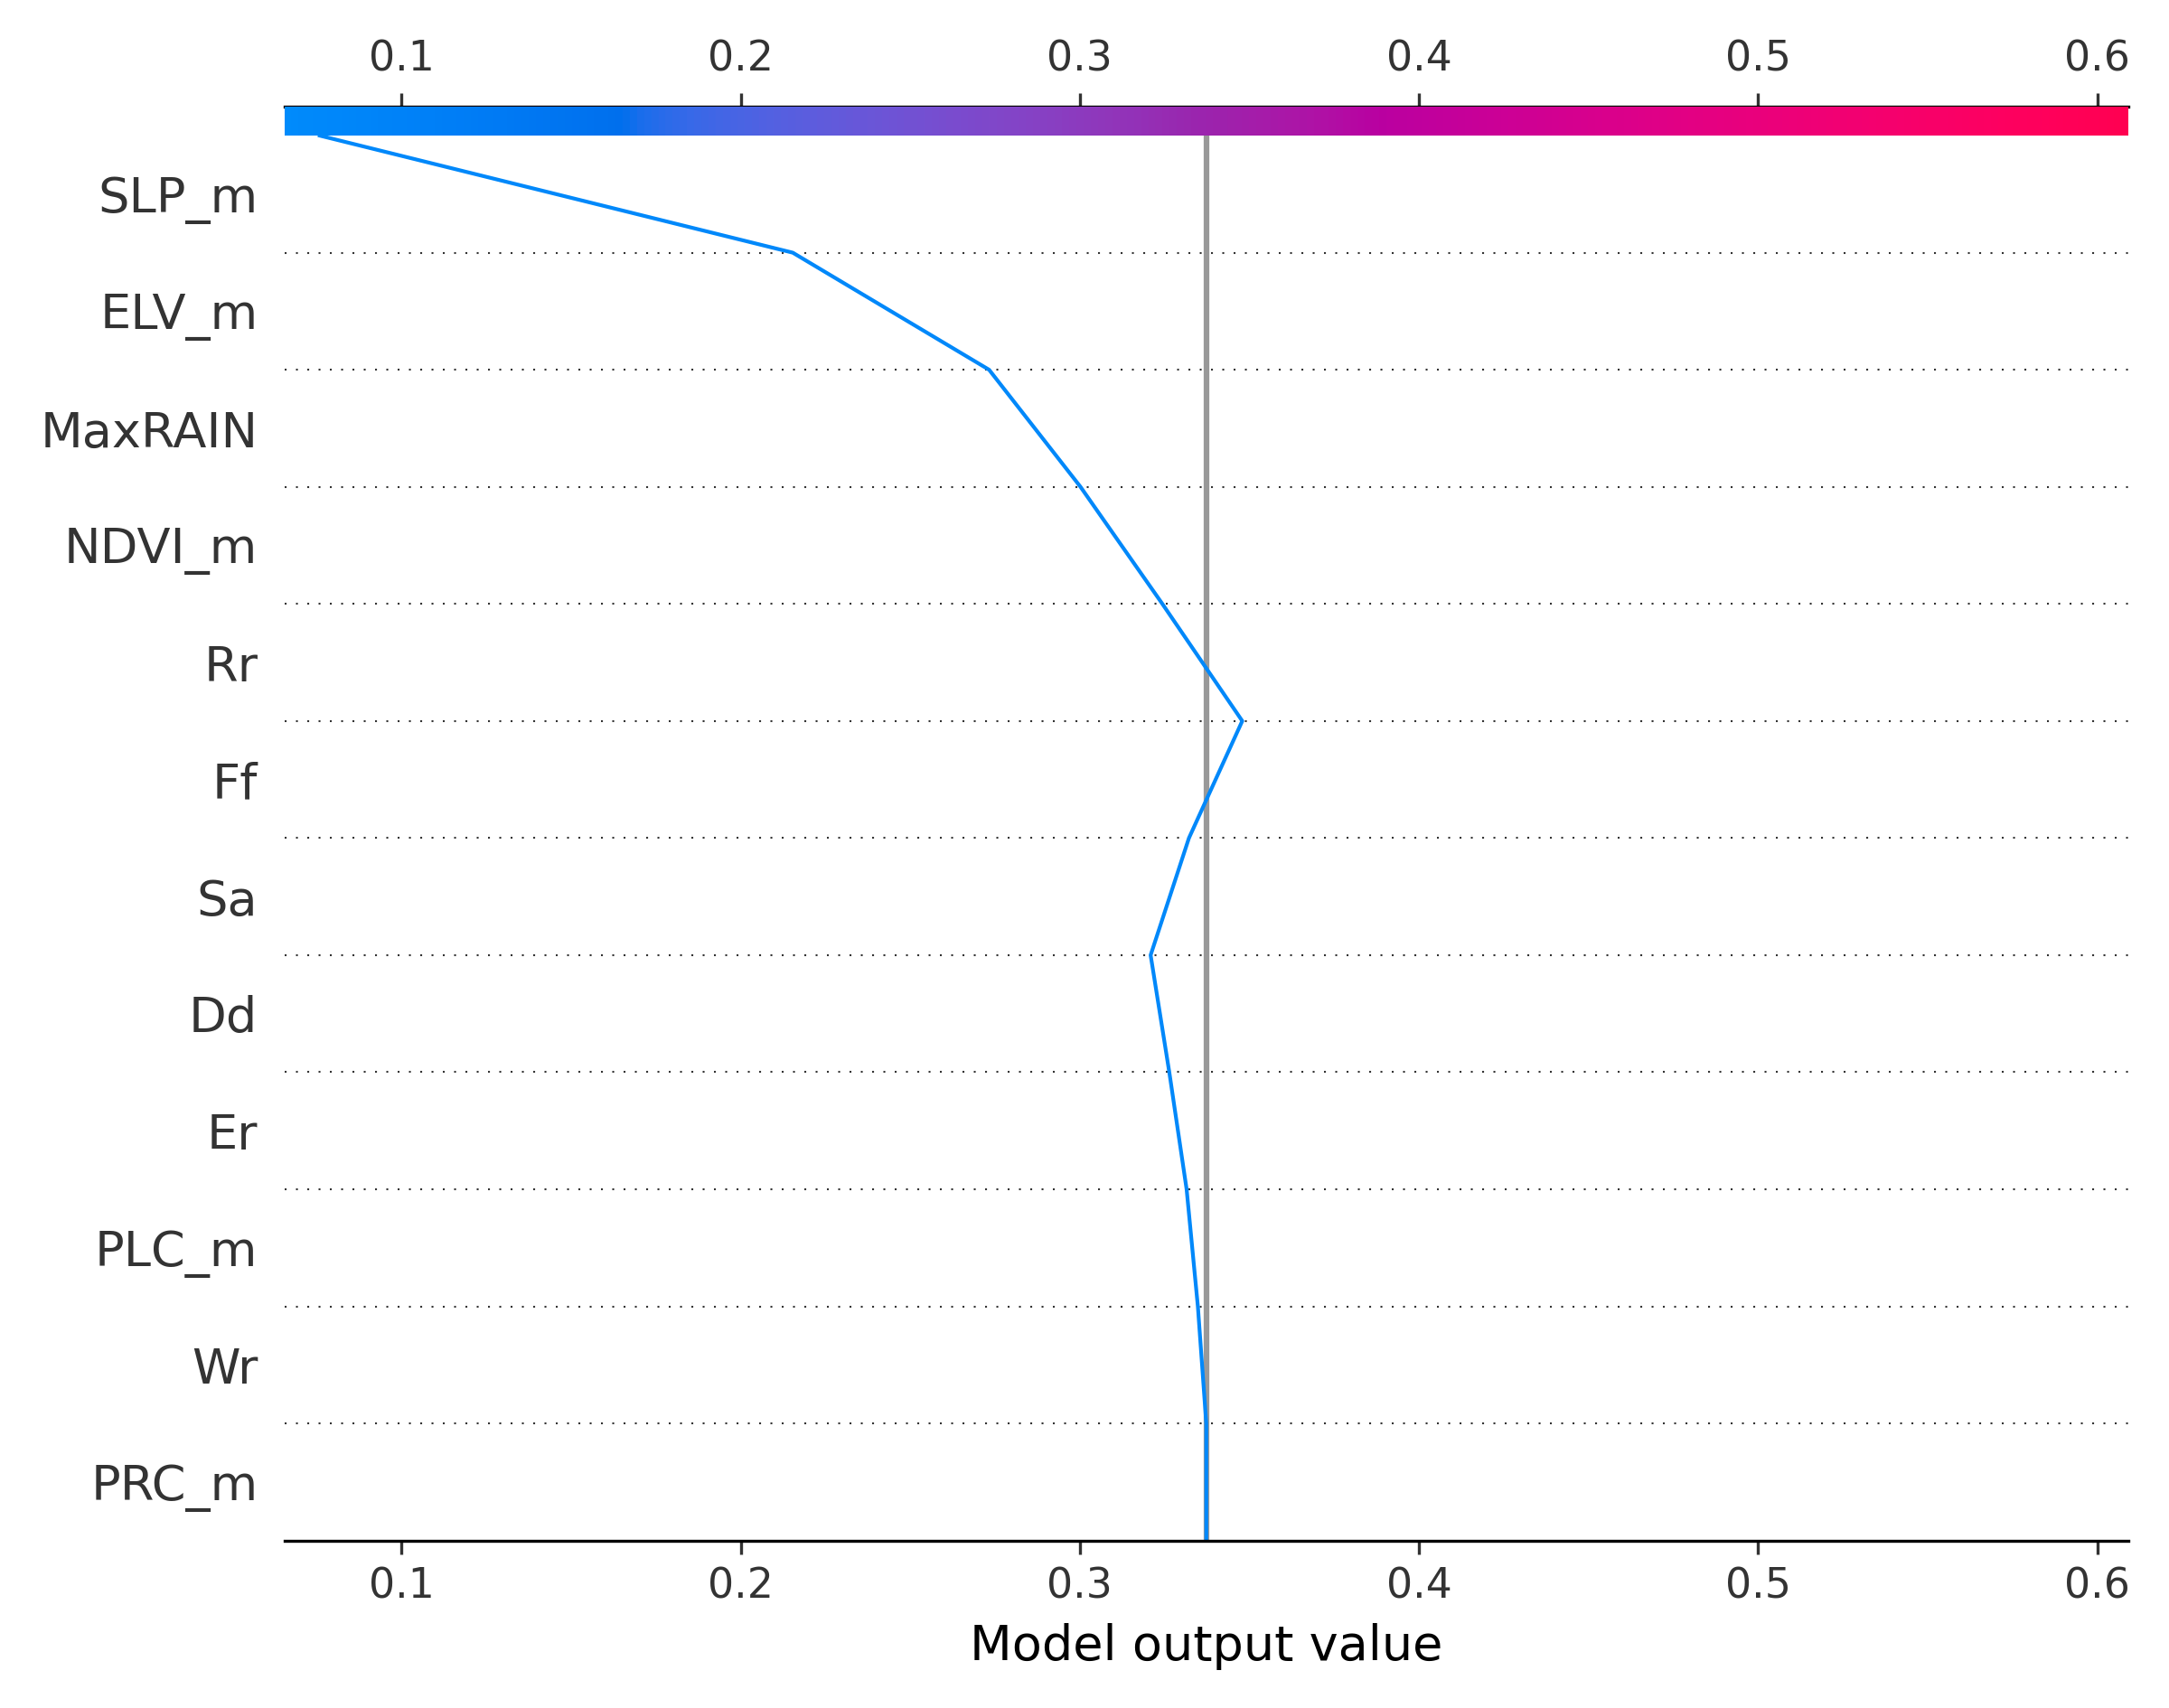 0.1 0.2 0.3 0.4 0.5 0.6
SLP_m
ELV_m
MaxRAIN
NDVI_m
Rr
Ff
Sa
Dd
Er
PLC_m
Wr
PRC_m
0.1 0.2 0.3 0.4 0.5 0.6
Model output value